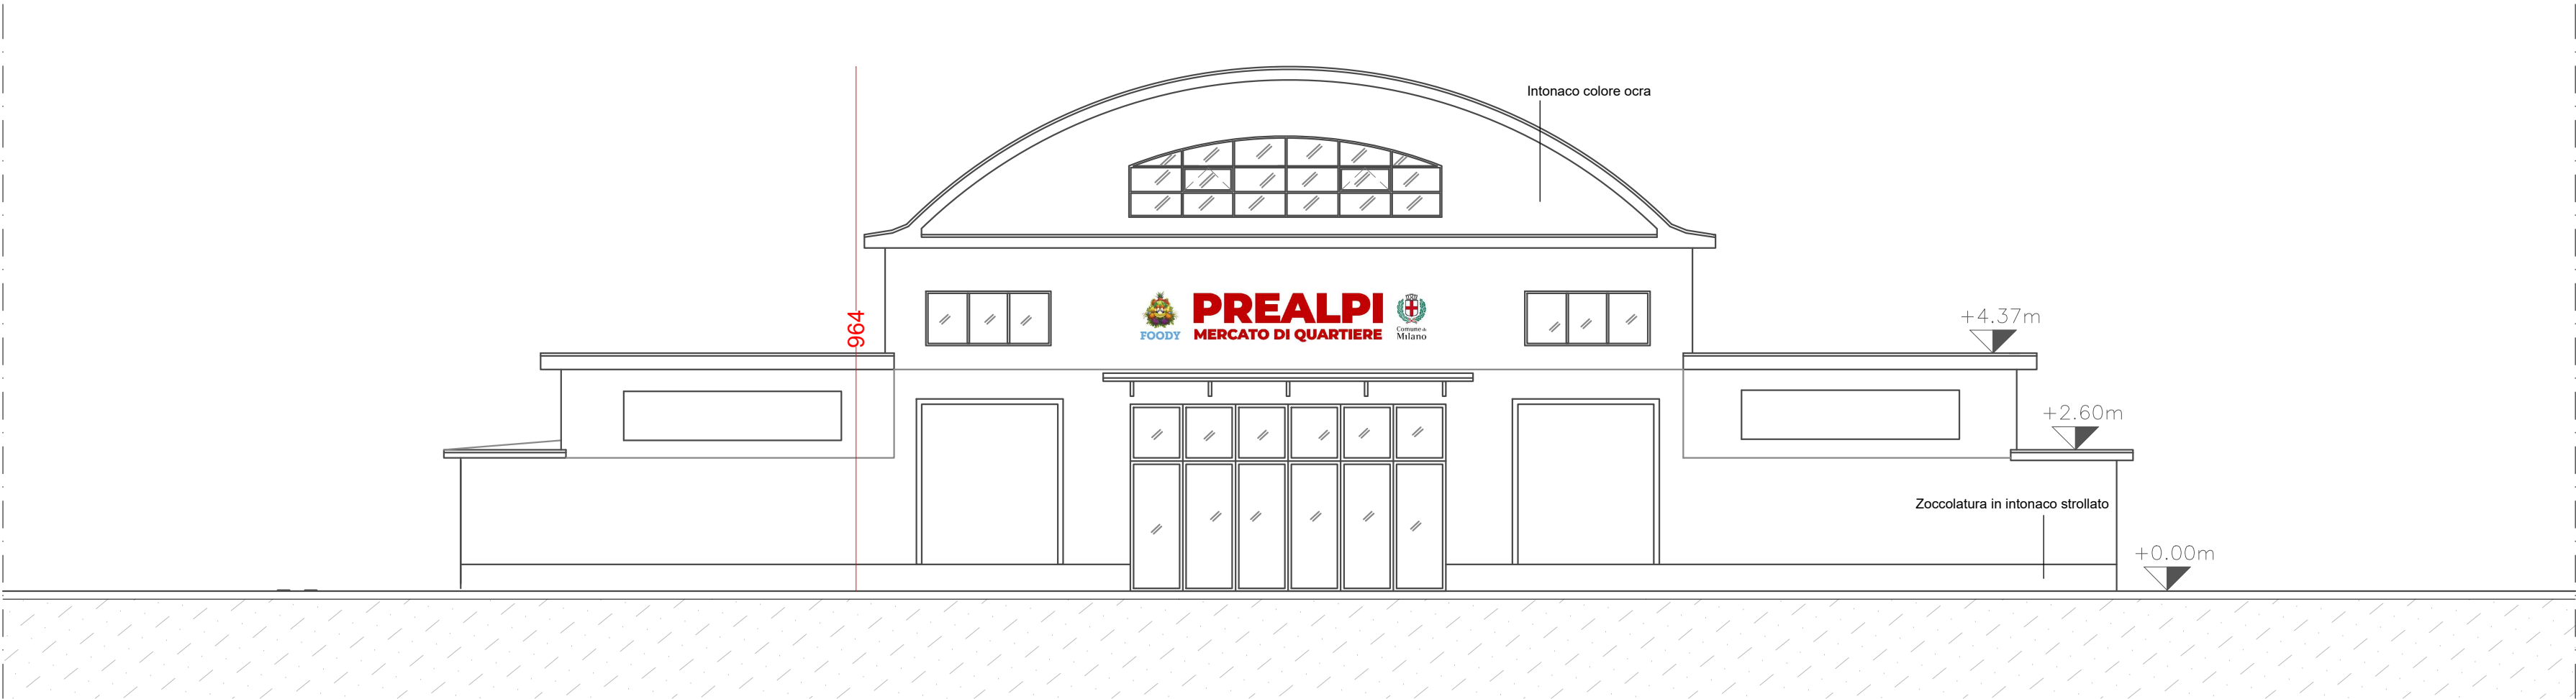 Intonaco colore ocra
964
FOODY
PREALPI
MERCATO DI QUARTIERE
Comune di
Milano
+4.37m
+2.60m
Zoccolatura in intonaco strollato
+0.00m